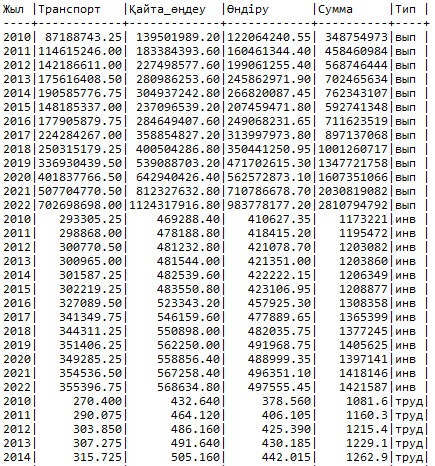 Жыл |Транспорт |Қайта_өңдеу |Өндіру |Сумма |Тип |
----+------------+-------------+------------+----------+----+
2010| 87188743.25| 139501989.20|122064240.55| 348754973|вып |
2011|114615246.00| 183384393.60|160461344.40| 458460984|вып |
2012|142186611.00| 227498577.60|199061255.40| 568746444|вып |
2013|175616408.50| 280986253.60|245862971.90| 702465634|вып |
2014|190585776.75| 304937242.80|266820087.45| 762343107|вып |
2015|148185337.00| 237096539.20|207459471.80| 592741348|вып |
2016|177905879.75| 284649407.60|249068231.65| 711623519|вып |
2017|224284267.00| 358854827.20|313997973.80| 897137068|вып |
2018|250315179.25| 400504286.80|350441250.95|1001260717|вып |
2019|336930439.50| 539088703.20|471702615.30|1347721758|вып |
2020|401837766.50| 642940426.40|562572873.10|1607351066|вып |
2021|507704770.50| 812327632.80|710786678.70|2030819082|вып |
2022|702698698.00|1124317916.80|983778177.20|2810794792|вып |
2010| 293305.25| 469288.40| 410627.35| 1173221|инв |
2011| 298868.00| 478188.80| 418415.20| 1195472|инв |
2012| 300770.50| 481232.80| 421078.70| 1203082|инв |
2013| 300965.00| 481544.00| 421351.00| 1203860|инв |
2014| 301587.25| 482539.60| 422222.15| 1206349|инв |
2015| 302219.25| 483550.80| 423106.95| 1208877|инв |
2016| 327089.50| 523343.20| 457925.30| 1308358|инв |
2017| 341349.75| 546159.60| 477889.65| 1365399|инв |
2018| 344311.25| 550898.00| 482035.75| 1377245|инв |
2019| 351406.25| 562250.00| 491968.75| 1405625|инв |
2020| 349285.25| 558856.40| 488999.35| 1397141|инв |
2021| 354536.50| 567258.40| 496351.10| 1418146|инв |
2022| 355396.75| 568634.80| 497555.45| 1421587|инв |
2010| 270.400| 432.640| 378.560| 1081.6|труд|
2011| 290.075| 464.120| 406.105| 1160.3|труд|
2012| 303.850| 486.160| 425.390| 1215.4|труд|
2013| 307.275| 491.640| 430.185| 1229.1|труд|
2014| 315.725| 505.160| 442.015| 1262.9|труд|